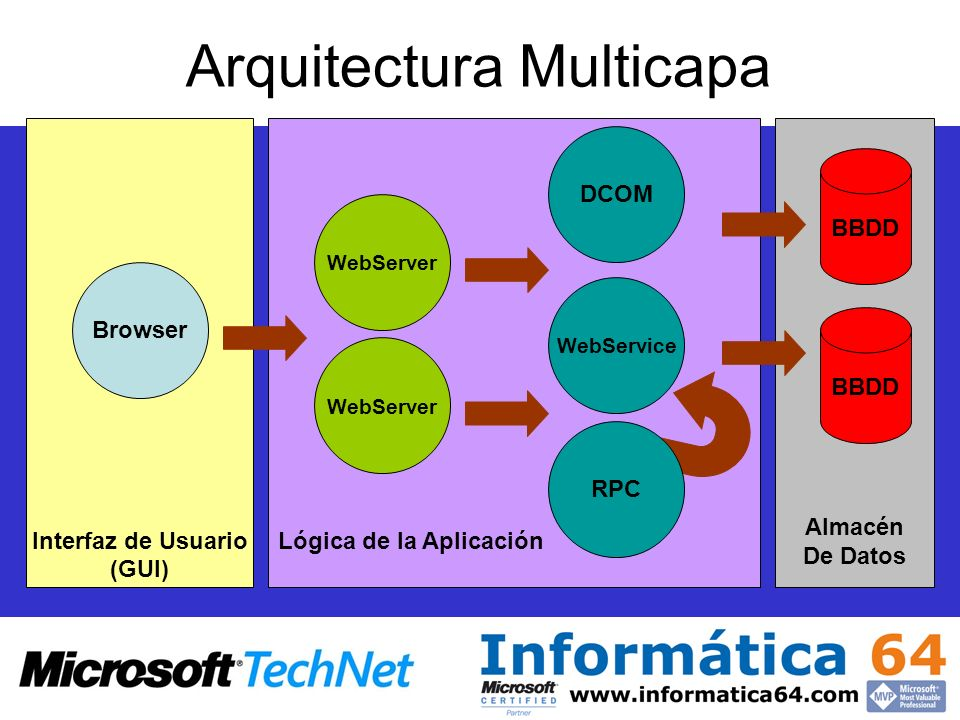 Arquitectura Multicapa
Browser
Interfaz de Usuario
(GUI)
WebServer
WebServer
Lógica de la Aplicación
DCOM
WebService
RPC
BBDD
BBDD
Almacén
De Datos
Microsoft TechNet
Informática 64
Microsoft
CERTIFIED
Partner
www.informatica64.com
MVP
Microsoft
Most Valuable
Professional